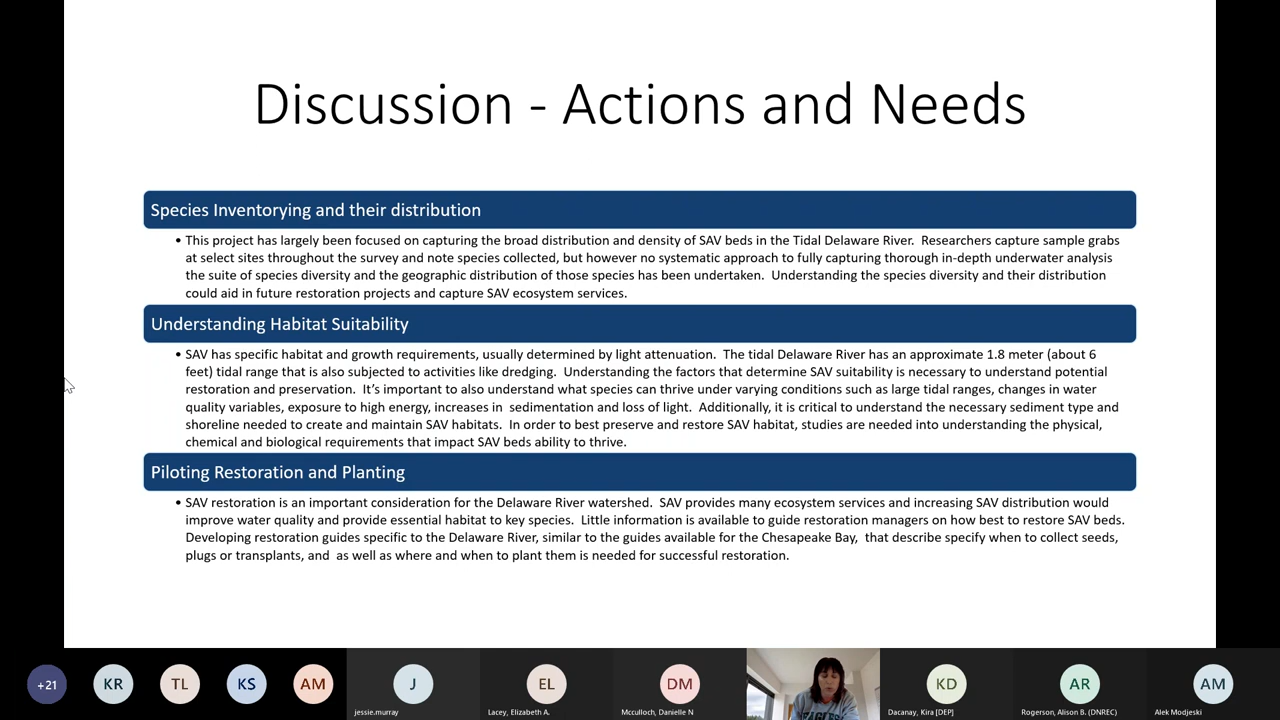 Discussion - Actions and Needs
Species Inventorying and their distribution
• This project has largely been focused on capturing the broad distribution and density of SAV beds in the Tidal Delaware River.  Researchers capture sample grabs
at select sites throughout the survey and note species collected, but however no systematic approach to fully capturing thorough in-depth underwater analysis
the suite of species diversity and the geographic distribution of those species has been undertaken.  Understanding the species diversity and their distribution
could aid in future restoration projects and capture SAV ecosystem services.
Understanding Habitat Suitability
• SAV has specific habitat and growth requirements, usually determined by light attenuation.  The tidal Delaware River has an approximate 1.8 meter (about 6
feet) tidal range that is also subjected to activities like dredging.  Understanding the factors that determine SAV suitability is necessary to understand potential
restoration and preservation.  It's important to also understand what species can thrive under varying conditions such as large tidal ranges, changes in water
quality variables, exposure to high energy, increases in  sedimentation and loss of light.  Additionally, it is critical to understand the necessary sediment type and
shoreline needed to create and maintain SAV habitats.  In order to best preserve and restore SAV habitat, studies are needed into understanding the physical,
chemical and biological requirements that impact SAV beds ability to thrive.
Piloting Restoration and Planting
• SAV restoration is an important consideration for the Delaware River watershed.  SAV provides many ecosystem services and increasing SAV distribution would
improve water quality and provide essential habitat to key species.  Little information is available to guide restoration managers on how best to restore SAV beds.
Developing restoration guides specific to the Delaware River, similar to the guides available for the Chesapeake Bay,  that describe specify when to collect seeds,
plugs or transplants, and  as well as where and when to plant them is needed for successful restoration.
+21 KR TL KS AM J EL DM KD AR AM
EAGLES
jessie.murray Lacey, Elizabeth A. Mcculloch, Danielle N Dacanay, Kira [DEP] Rogerson, Alison B. (DNREC) Alek Modjeski